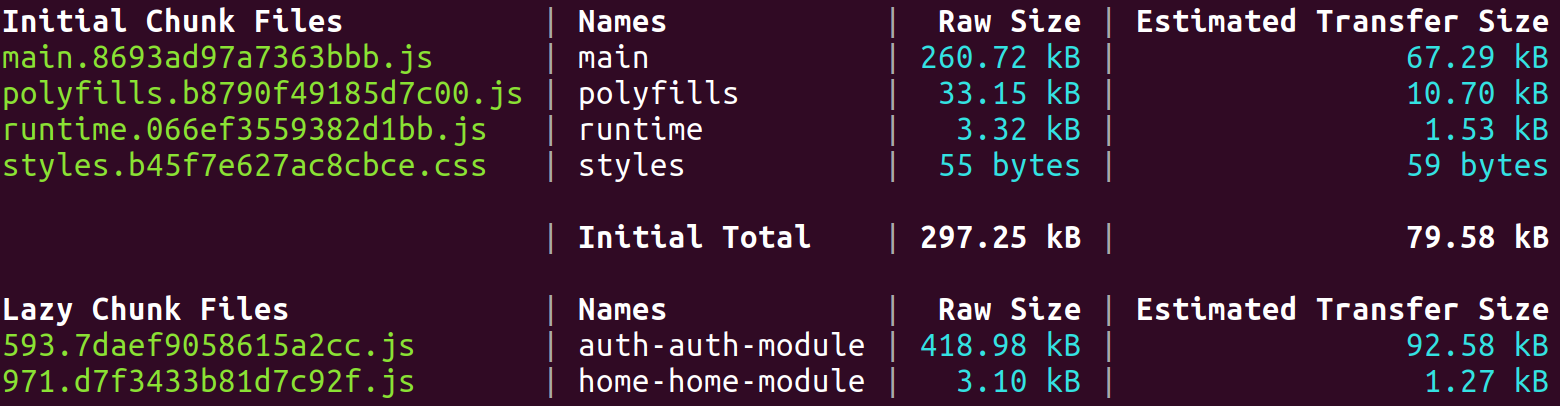 Initial Chunk Files | Names | Raw Size | Estimated Transfer Size
main.8693ad97a7363bbb.js | main | 260.72 kB | 67.29 kB
polyfills.b8790f49185d7c00.js | polyfills | 33.15 kB | 10.70 kB
runtime.066ef3559382d1bb.js | runtime | 3.32 kB | 1.53 kB
styles.b45f7e627ac8cbce.css | styles | 55 bytes | 59 bytes
| Initial Total | 297.25 kB | 79.58 kB
Lazy Chunk Files | Names | Raw Size | Estimated Transfer Size
593.7daef9058615a2cc.js | auth-auth-module | 418.98 kB | 92.58 kB
971.d7f3433b81d7c92f.js | home-home-module | 3.10 kB | 1.27 kB